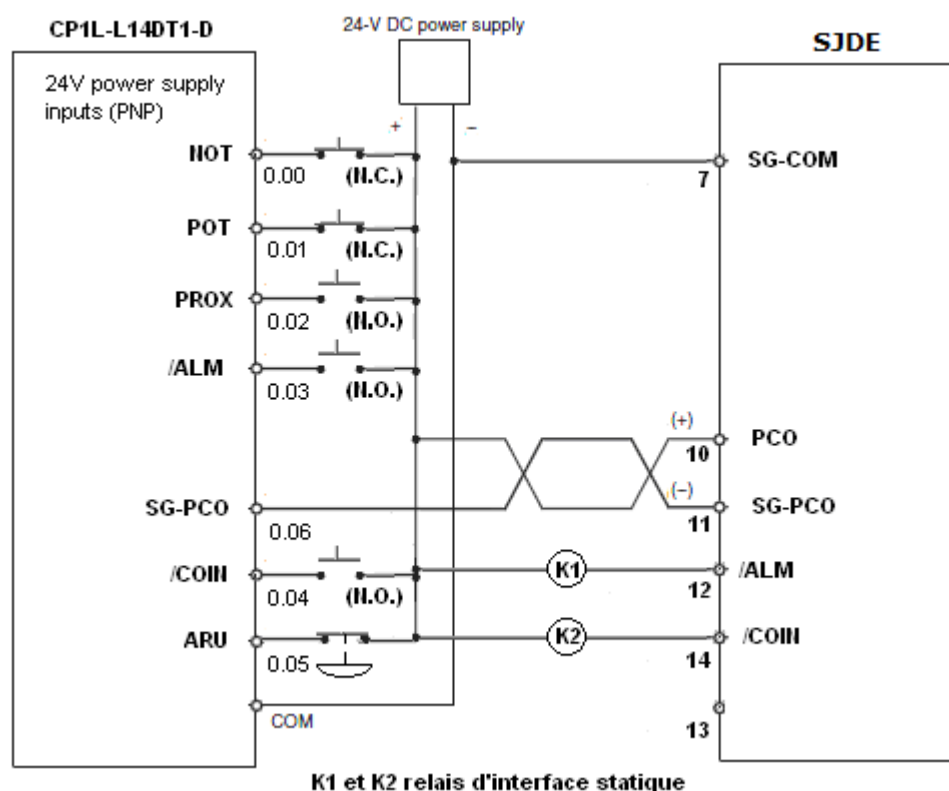 24-V DC power supply
CP1L-L14DT1-D
SJDE
24V power supply
inputs (PNP)
+
−
NOT
0.00
(N.C.)
SG-COM
7
POT
0.01
(N.C.)
PROX
0.02
(N.O.)
/ALM
0.03
(N.O.)
(+)
PCO
10
(−)
SG-PCO
0.06
SG-PCO
11
/COIN
0.04
(N.O.)
K1
/ALM
12
ARU
0.05
K2
/COIN
14
COM
13
K1 et K2 relais d'interface statique